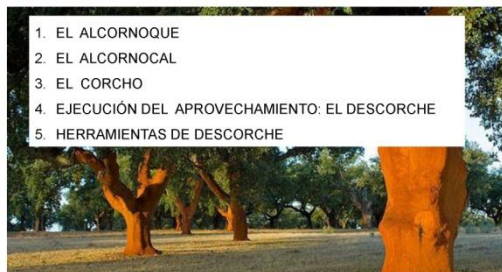 1. EL ALCORNOQUE
2. EL ALCORNOCAL
3. EL CORCHO
4. EJECUCIÓN DEL APROVECHAMIENTO: EL DESCORCHE
5. HERRAMIENTAS DE DESCORCHE